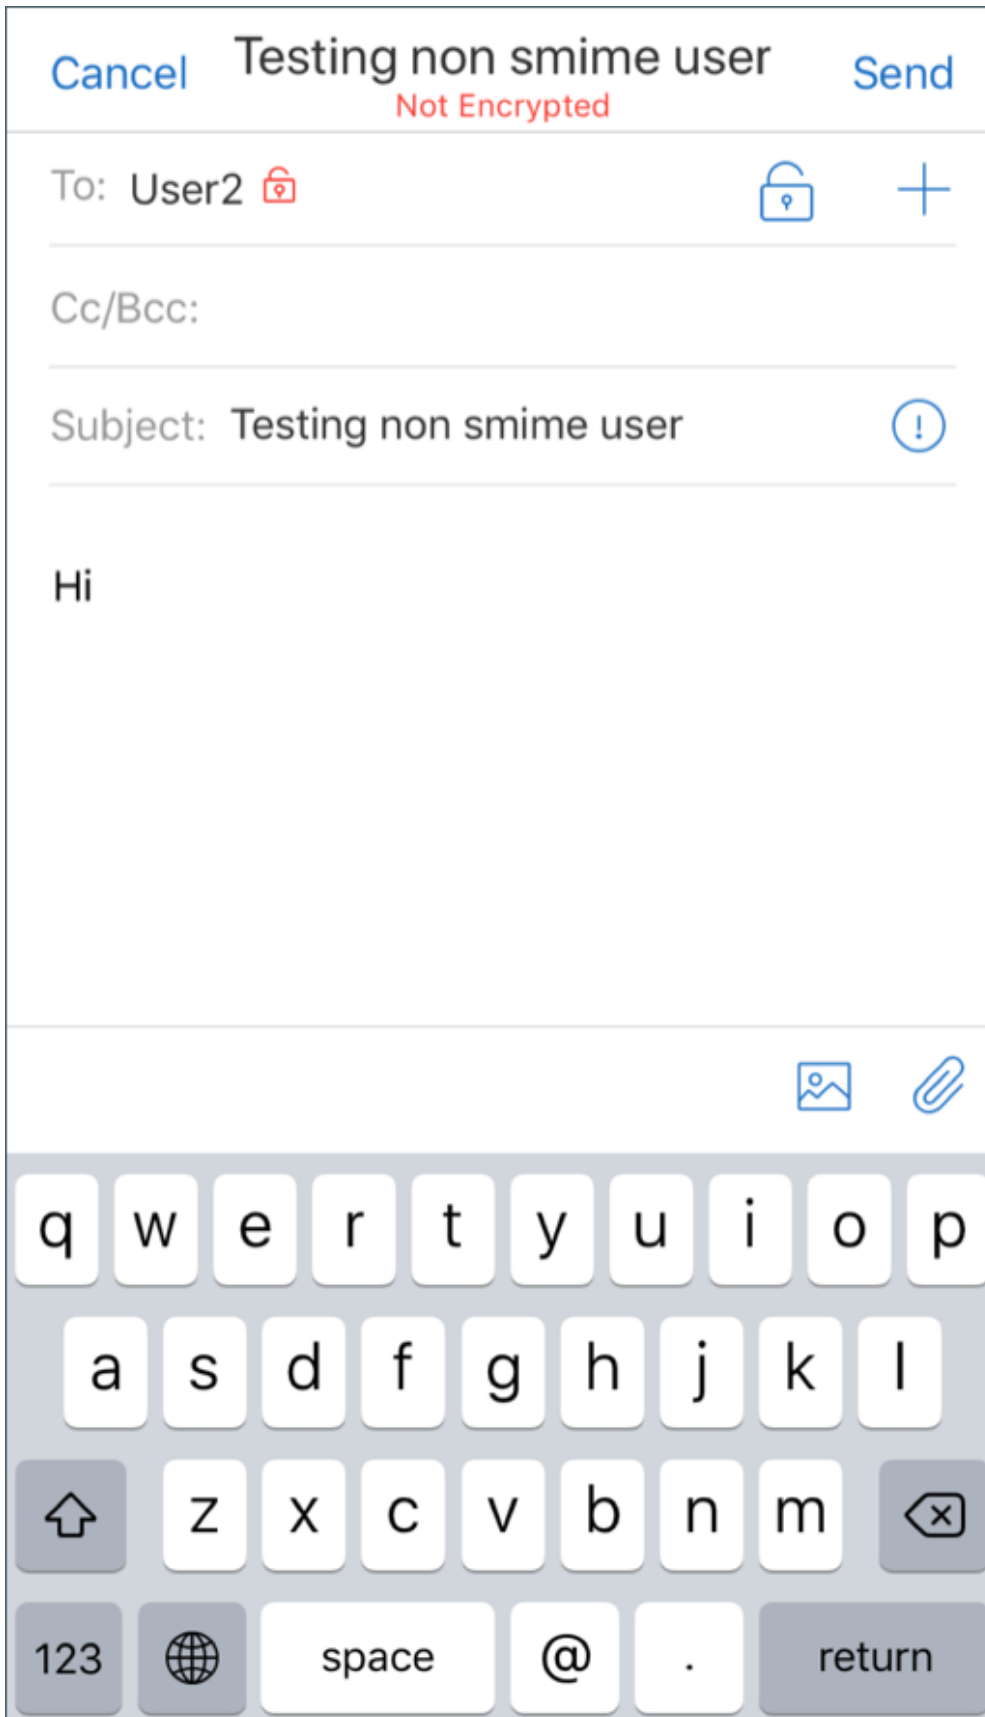 Cancel Testing non smime user Send
Not Encrypted
To: User2
Cc/Bcc:
Subject: Testing non smime user
Hi
q w e r t y u i o p
a s d f g h j k l
z x c v b n m
123 space @ . return